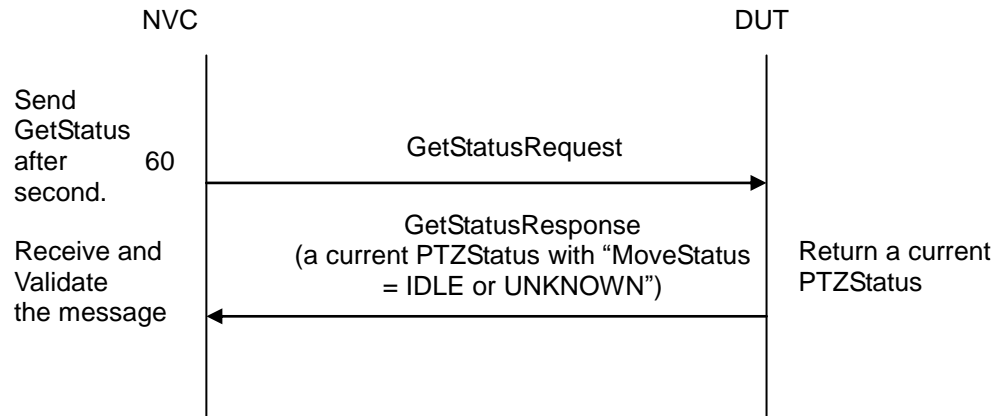 NVC
DUT
Send
GetStatus
after 60
second.
GetStatusRequest
GetStatusResponse
(a current PTZStatus with “MoveStatus
= IDLE or UNKNOWN”)
Receive and
Validate
the message
Return a current
PTZStatus